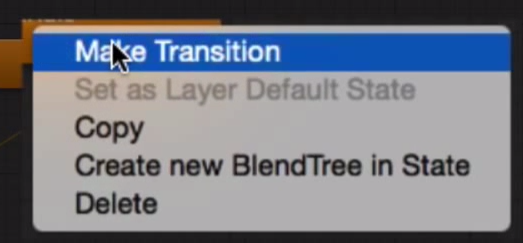 Make Transition
Set as Layer Default State
Copy
Create new BlendTree in State
Delete